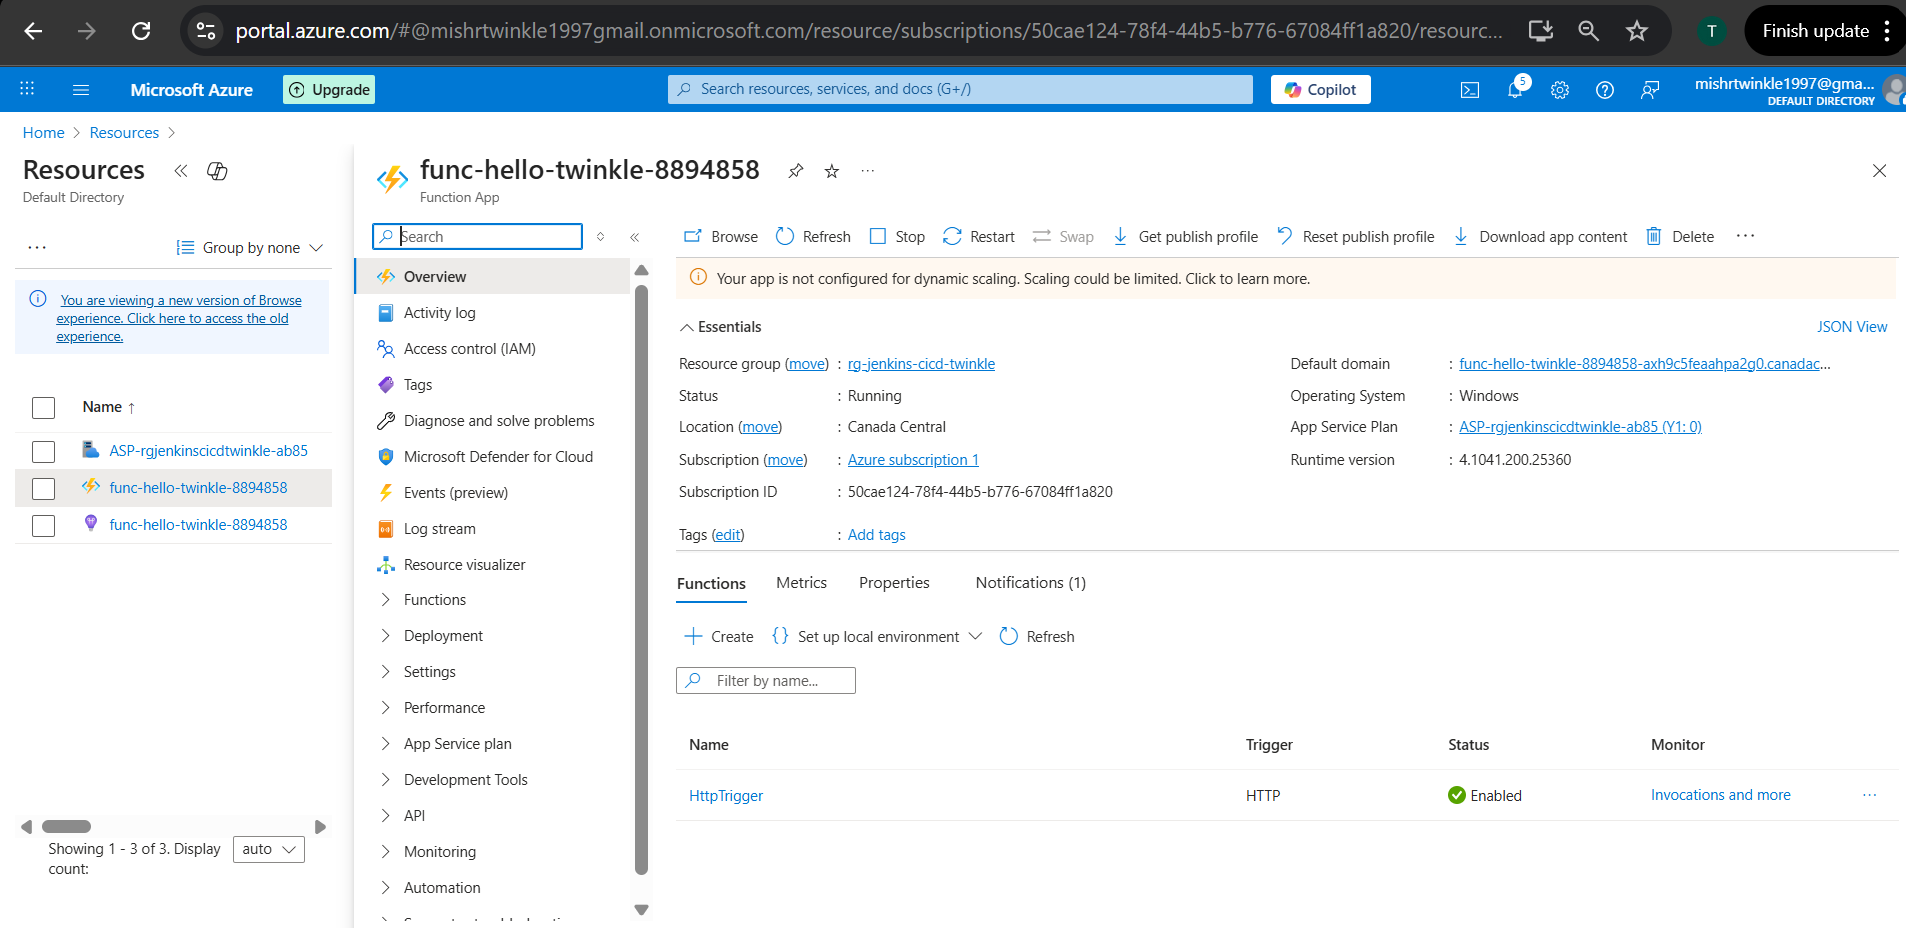 portal.azure.com/#@mishrtwinkle1997gmail.onmicrosoft.com/resource/subscriptions/50cae124-78f4-44b5-b776-67084ff1a820/resourc...
T
Finish update
Microsoft Azure
Upgrade
Search resources, services, and docs (G+/)
Copilot
5
mishrtwinkle1997@gma...
DEFAULT DIRECTORY
Home
Resources
Resources
Default Directory
...
Group by none
You are viewing a new version of Browse
experience. Click here to access the old
experience.
Name ↑
ASP-rgjenkinscicdtwinkle-ab85
func-hello-twinkle-8894858
func-hello-twinkle-8894858
Showing 1 - 3 of 3. Display
count:
auto
func-hello-twinkle-8894858
...
Function App
Search
Overview
Activity log
Access control (IAM)
Tags
Diagnose and solve problems
Microsoft Defender for Cloud
Events (preview)
Log stream
Resource visualizer
Functions
Deployment
Settings
Performance
App Service plan
Development Tools
API
Monitoring
Automation
Browse
Refresh
Stop
Restart
Swap
Get publish profile
Reset publish profile
Download app content
Delete
...
Your app is not configured for dynamic scaling. Scaling could be limited. Click to learn more.
Essentials
JSON View
Resource group (move) : rg-jenkins-cicd-twinkle
Status : Running
Location (move) : Canada Central
Subscription (move) : Azure subscription 1
Subscription ID : 50cae124-78f4-44b5-b776-67084ff1a820
Tags (edit) : Add tags
Default domain : func-hello-twinkle-8894858-axh9c5feaahpa2g0.canadac...
Operating System : Windows
App Service Plan : ASP-rgjenkinscicdtwinkle-ab85 (Y1: 0)
Runtime version : 4.1041.200.25360
Functions
Metrics
Properties
Notifications (1)
Create
Set up local environment
Refresh
Filter by name...
Name Trigger Status Monitor
HttpTrigger HTTP Enabled Invocations and more ...